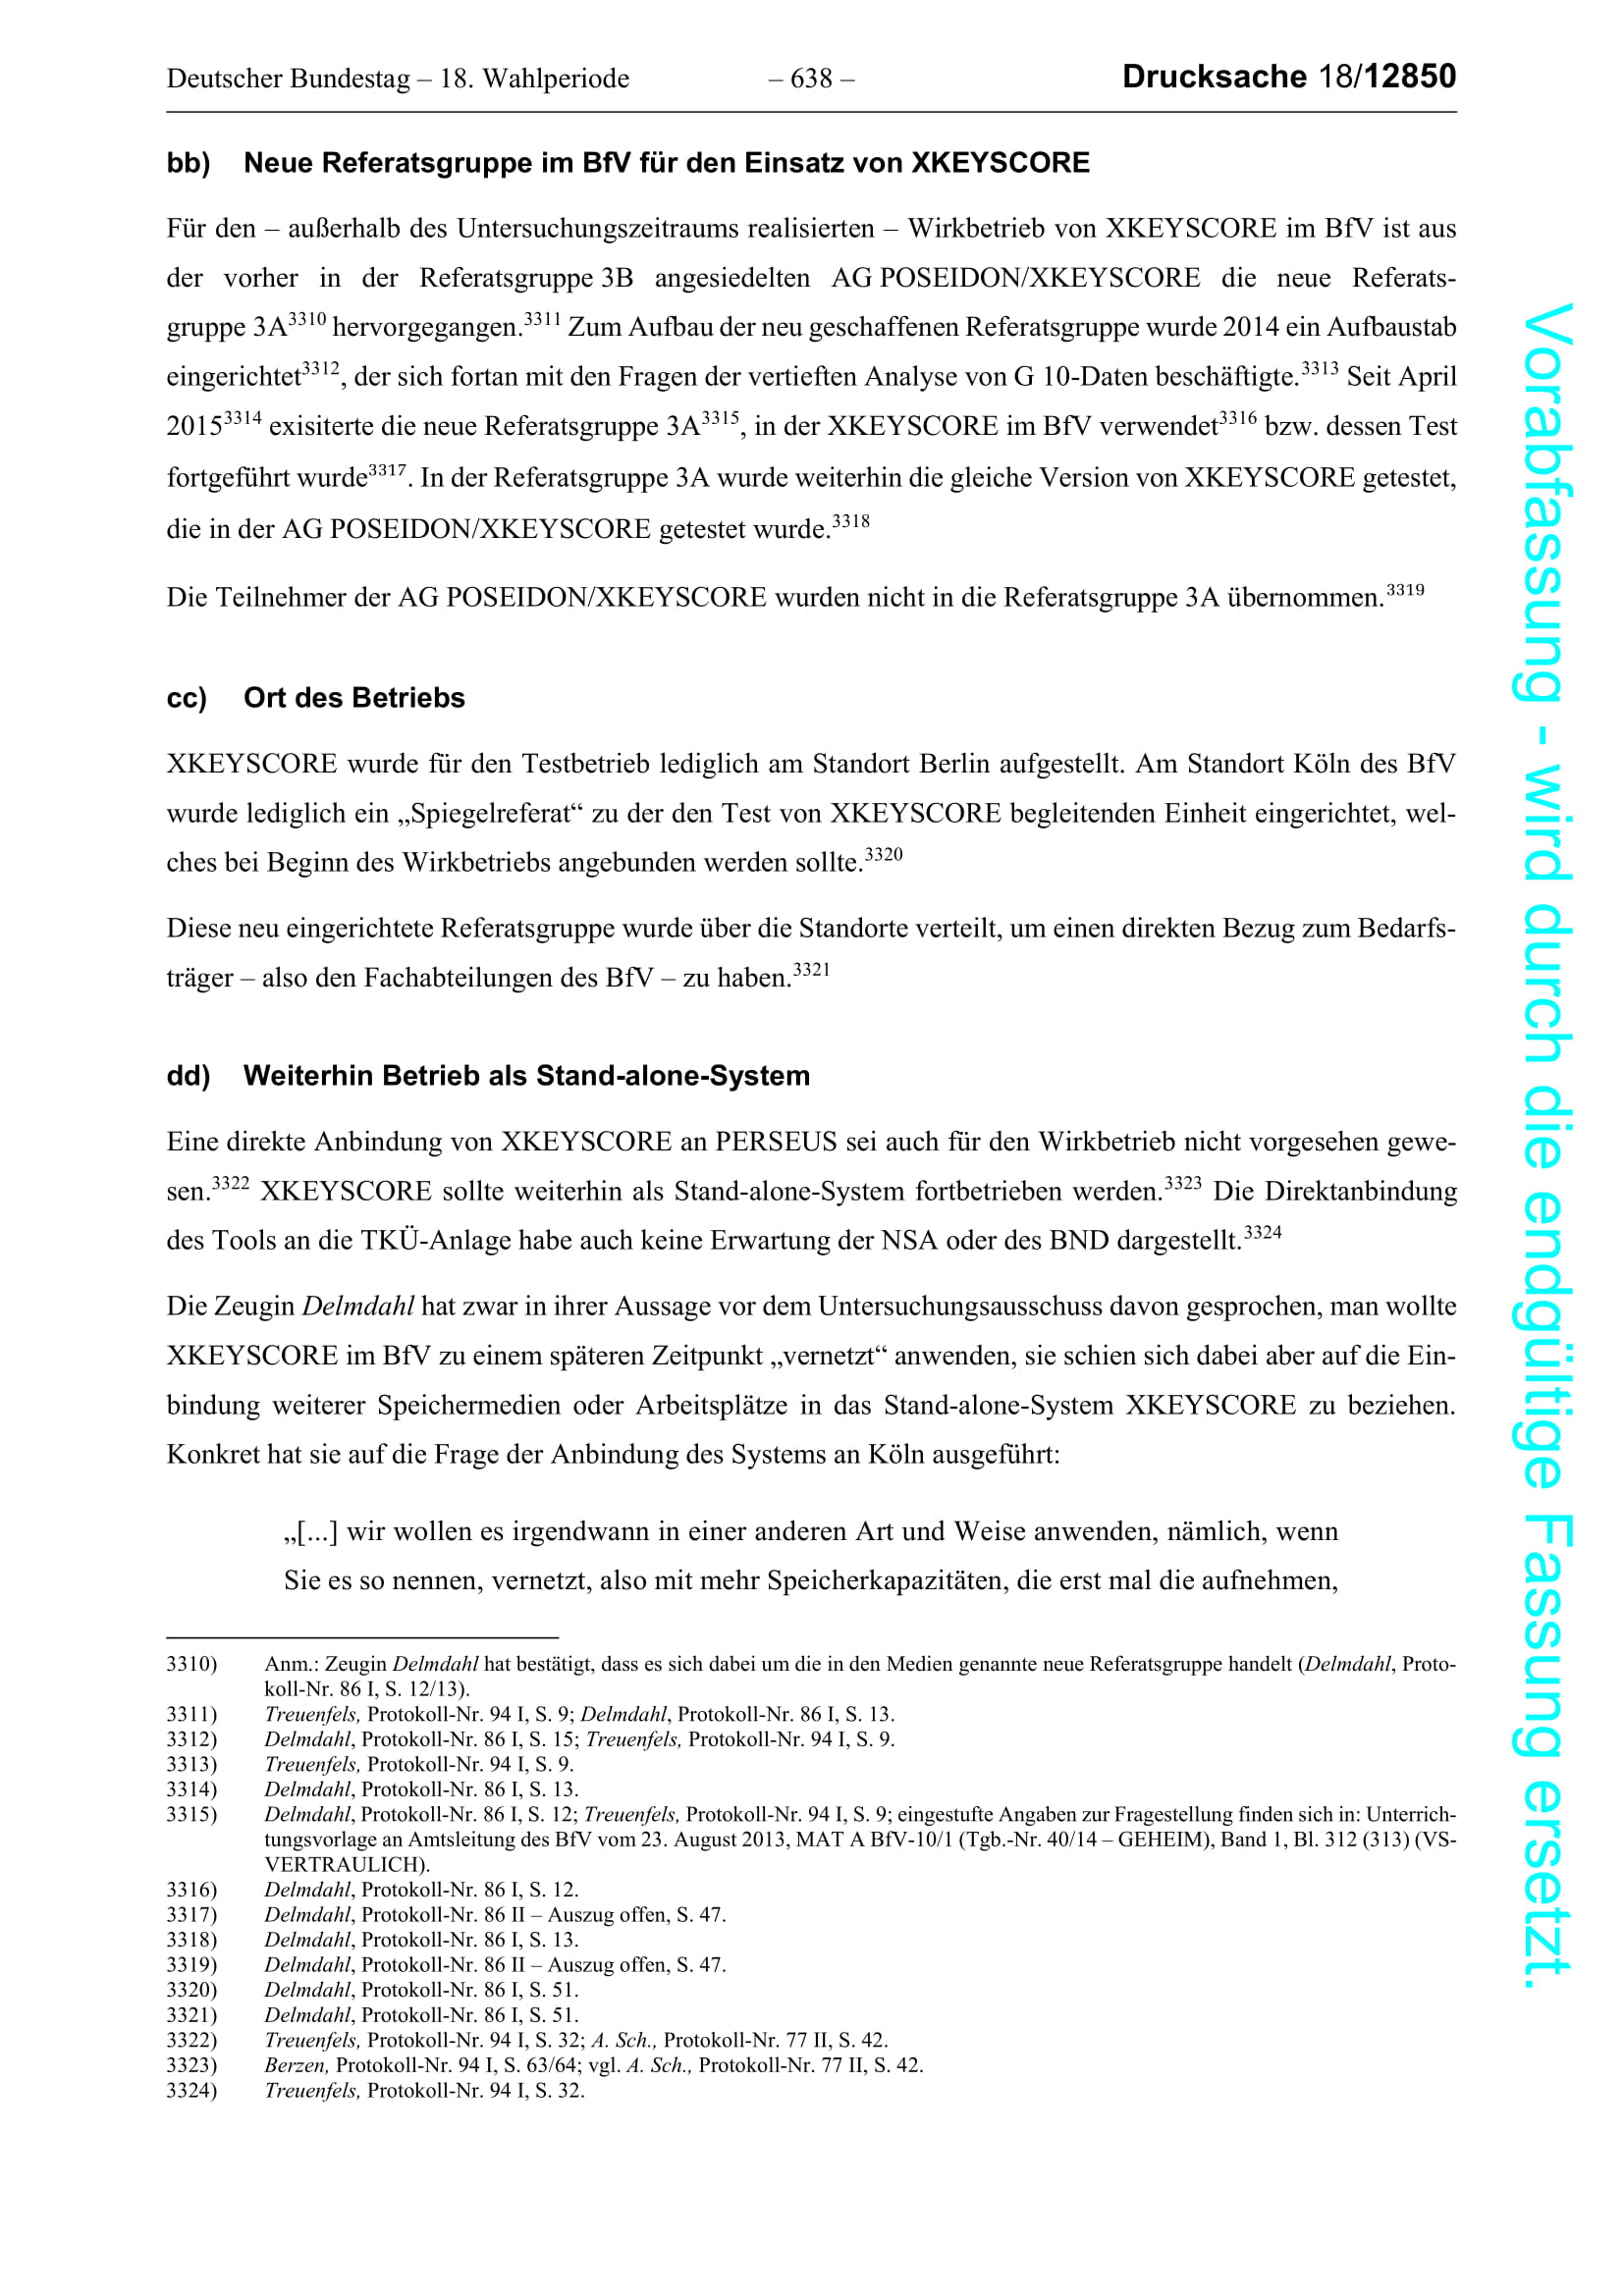 Deutscher Bundestag – 18. Wahlperiode – 638 – Drucksache 18/12850
bb) Neue Referatsgruppe im BfV für den Einsatz von XKEYSCORE
Für den – außerhalb des Untersuchungszeitraums realisierten – Wirkbetrieb von XKEYSCORE im BfV ist aus
der vorher in der Referatsgruppe 3B angesiedelten AG POSEIDON/XKEYSCORE die neue Referats-
gruppe 3A3310 hervorgegangen.3311 Zum Aufbau der neu geschaffenen Referatsgruppe wurde 2014 ein Aufbaustab
eingerichtet3312, der sich fortan mit den Fragen der vertieften Analyse von G 10-Daten beschäftigte.3313 Seit April
20153314 exisiterte die neue Referatsgruppe 3A3315, in der XKEYSCORE im BfV verwendet3316 bzw. dessen Test
fortgeführt wurde3317. In der Referatsgruppe 3A wurde weiterhin die gleiche Version von XKEYSCORE getestet,
die in der AG POSEIDON/XKEYSCORE getestet wurde.3318
Die Teilnehmer der AG POSEIDON/XKEYSCORE wurden nicht in die Referatsgruppe 3A übernommen.3319
cc) Ort des Betriebs
XKEYSCORE wurde für den Testbetrieb lediglich am Standort Berlin aufgestellt. Am Standort Köln des BfV
wurde lediglich ein „Spiegelreferat“ zu der den Test von XKEYSCORE begleitenden Einheit eingerichtet, wel-
ches bei Beginn des Wirkbetriebs angebunden werden sollte.3320
Diese neu eingerichtete Referatsgruppe wurde über die Standorte verteilt, um einen direkten Bezug zum Bedarfs-
träger – also den Fachabteilungen des BfV – zu haben.3321
dd) Weiterhin Betrieb als Stand-alone-System
Eine direkte Anbindung von XKEYSCORE an PERSEUS sei auch für den Wirkbetrieb nicht vorgesehen gewe-
sen.3322 XKEYSCORE sollte weiterhin als Stand-alone-System fortbetrieben werden.3323 Die Direktanbindung
des Tools an die TKÜ-Anlage habe auch keine Erwartung der NSA oder des BND dargestellt.3324
Die Zeugin Delmdahl hat zwar in ihrer Aussage vor dem Untersuchungsausschuss davon gesprochen, man wollte
XKEYSCORE im BfV zu einem späteren Zeitpunkt „vernetzt“ anwenden, sie schien sich dabei aber auf die Ein-
bindung weiterer Speichermedien oder Arbeitsplätze in das Stand-alone-System XKEYSCORE zu beziehen.
Konkret hat sie auf die Frage der Anbindung des Systems an Köln ausgeführt:
„[...] wir wollen es irgendwann in einer anderen Art und Weise anwenden, nämlich, wenn
Sie es so nennen, vernetzt, also mit mehr Speicherkapazitäten, die erst mal die aufnehmen,
3310) Anm.: Zeugin Delmdahl hat bestätigt, dass es sich dabei um die in den Medien genannte neue Referatsgruppe handelt (Delmdahl, Proto-
koll-Nr. 86 I, S. 12/13).
3311) Treuenfels, Protokoll-Nr. 94 I, S. 9; Delmdahl, Protokoll-Nr. 86 I, S. 13.
3312) Delmdahl, Protokoll-Nr. 86 I, S. 15; Treuenfels, Protokoll-Nr. 94 I, S. 9.
3313) Treuenfels, Protokoll-Nr. 94 I, S. 9.
3314) Delmdahl, Protokoll-Nr. 86 I, S. 13.
3315) Delmdahl, Protokoll-Nr. 86 I, S. 12; Treuenfels, Protokoll-Nr. 94 I, S. 9; eingestufte Angaben zur Fragestellung finden sich in: Unterrich-
tungsvorlage an Amtsleitung des BfV vom 23. August 2013, MAT A BfV-10/1 (Tgb.-Nr. 40/14 – GEHEIM), Band 1, Bl. 312 (313) (VS-
VERTRAULICH).
3316) Delmdahl, Protokoll-Nr. 86 I, S. 12.
3317) Delmdahl, Protokoll-Nr. 86 II – Auszug offen, S. 47.
3318) Delmdahl, Protokoll-Nr. 86 I, S. 13.
3319) Delmdahl, Protokoll-Nr. 86 II – Auszug offen, S. 47.
3320) Delmdahl, Protokoll-Nr. 86 I, S. 51.
3321) Delmdahl, Protokoll-Nr. 86 I, S. 51.
3322) Treuenfels, Protokoll-Nr. 94 I, S. 32; A. Sch., Protokoll-Nr. 77 II, S. 42.
3323) Berzen, Protokoll-Nr. 94 I, S. 63/64; vgl. A. Sch., Protokoll-Nr. 77 II, S. 42.
3324) Treuenfels, Protokoll-Nr. 94 I, S. 32.
Vorabfassung - wird durch die endgültige Fassung ersetzt.